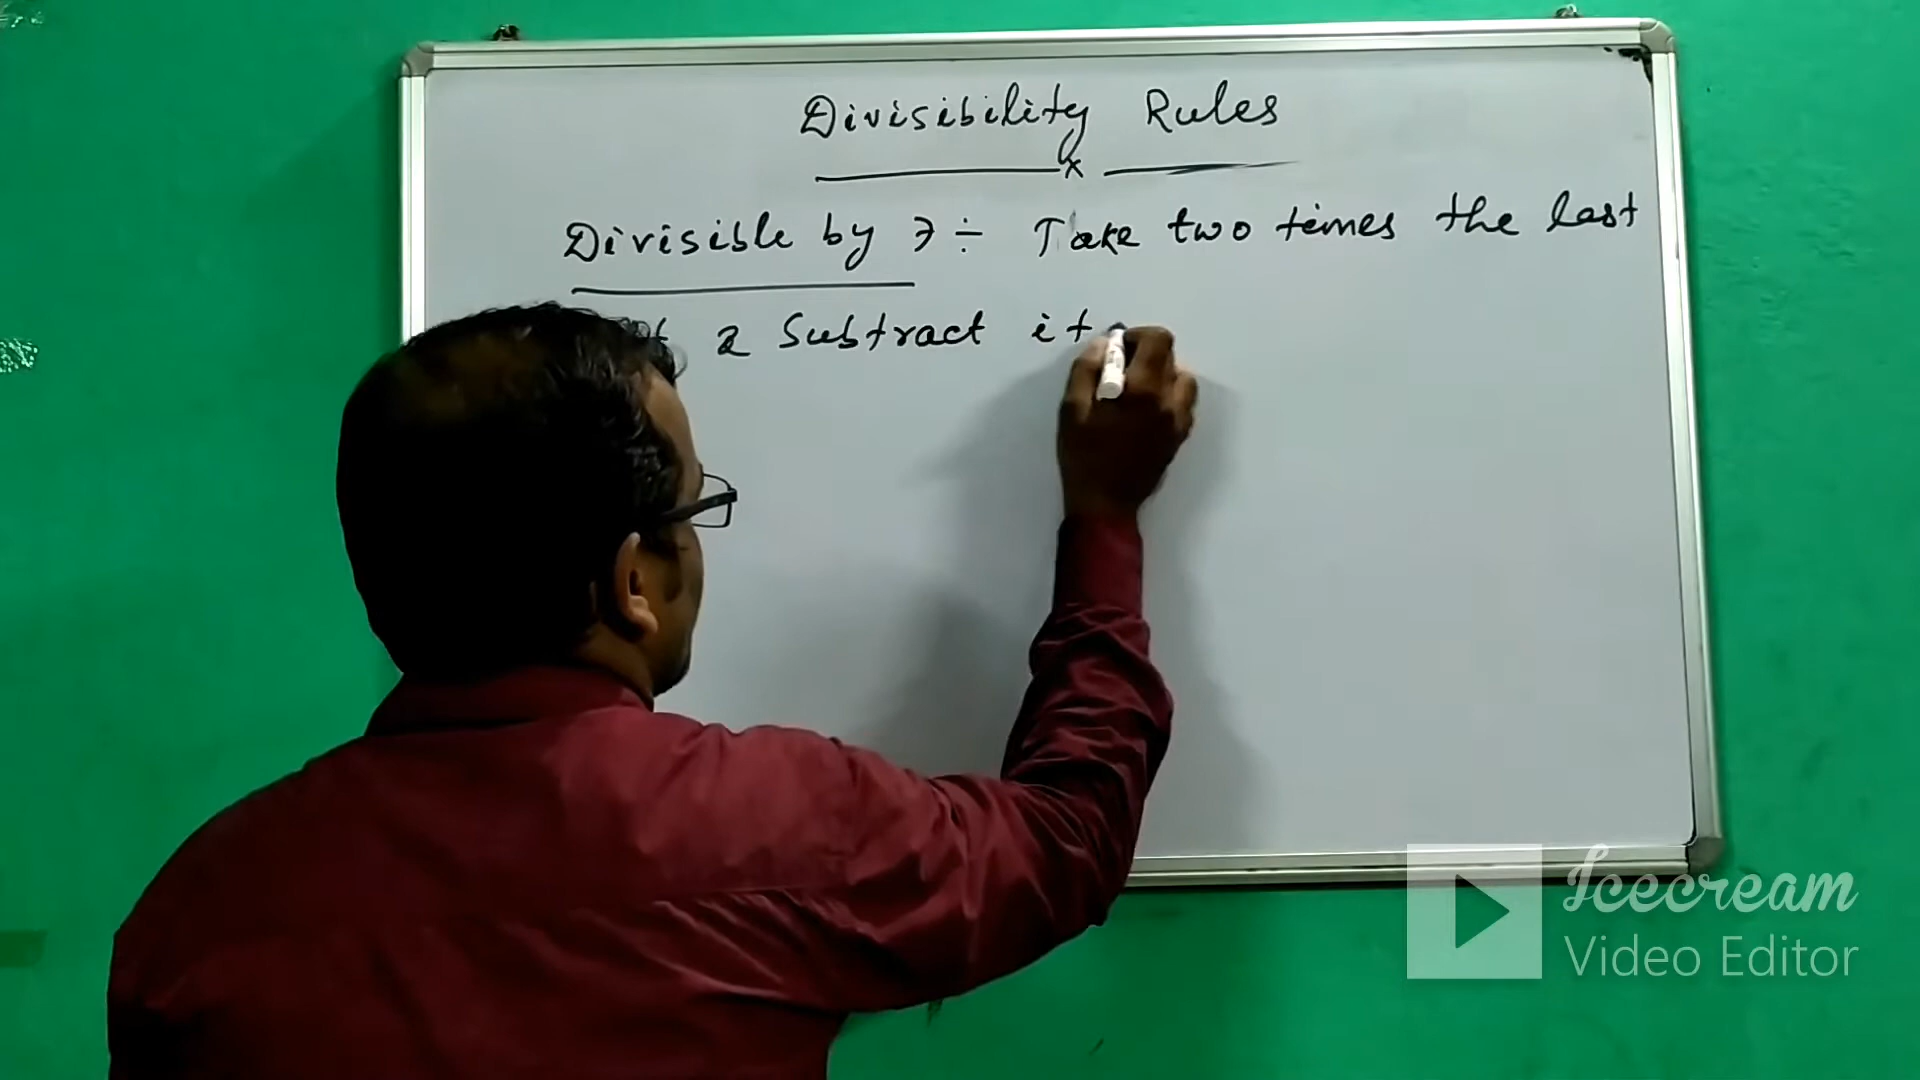 Divisibility Rules
x
Divisible by 7 ÷ Take two times the last
& Subtract it
Icecream
Video Editor